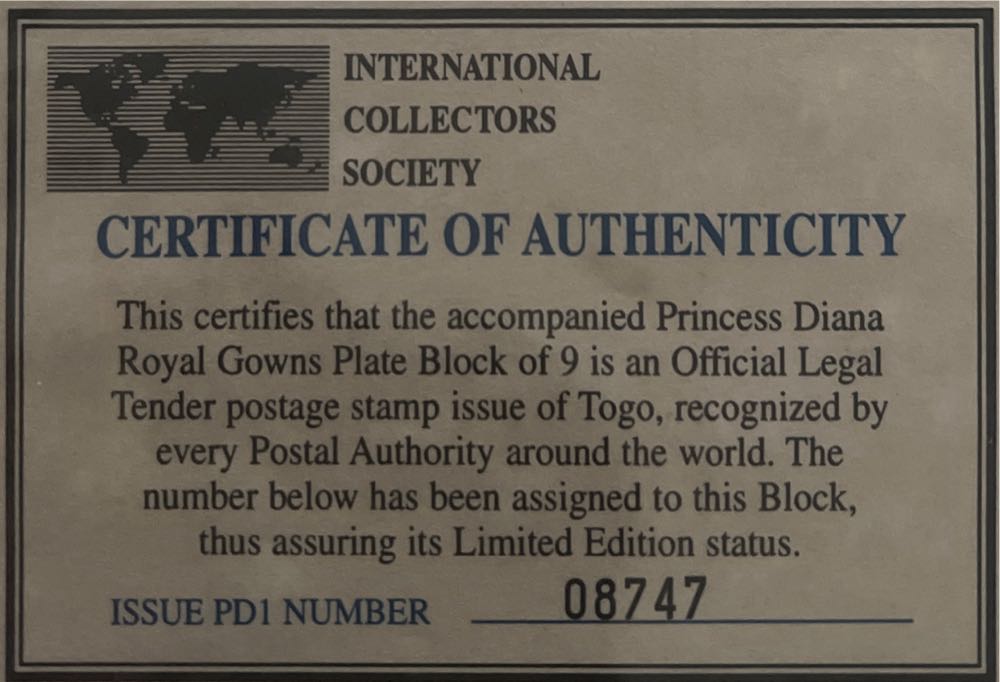 INTERNATIONAL
COLLECTORS
SOCIETY
CERTIFICATE OF AUTHENTICITY
This certifies that the accompanied Princess Diana
Royal Gowns Plate Block of 9 is an Official Legal
Tender postage stamp issue of Togo, recognized by
every Postal Authority around the world. The
number below has been assigned to this Block,
thus assuring its Limited Edition status.
ISSUE PD1 NUMBER 08747